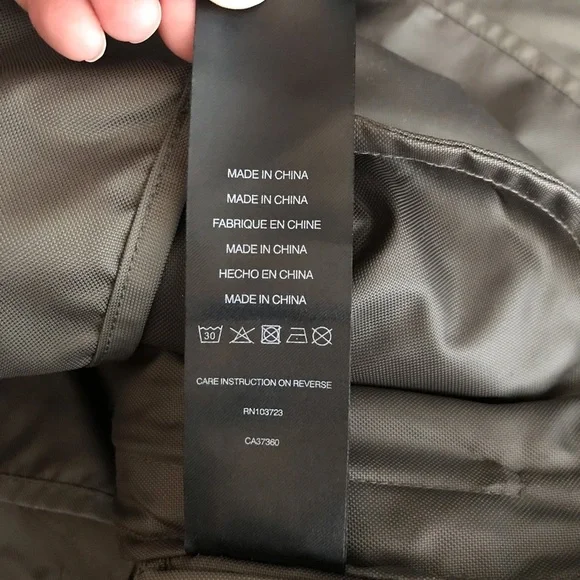 MADE IN CHINA
MADE IN CHINA
FABRIQUE EN CHINE
MADE IN CHINA
HECHO EN CHINA
MADE IN CHINA
30
CARE INSTRUCTION ON REVERSE
RN103723
CA37360